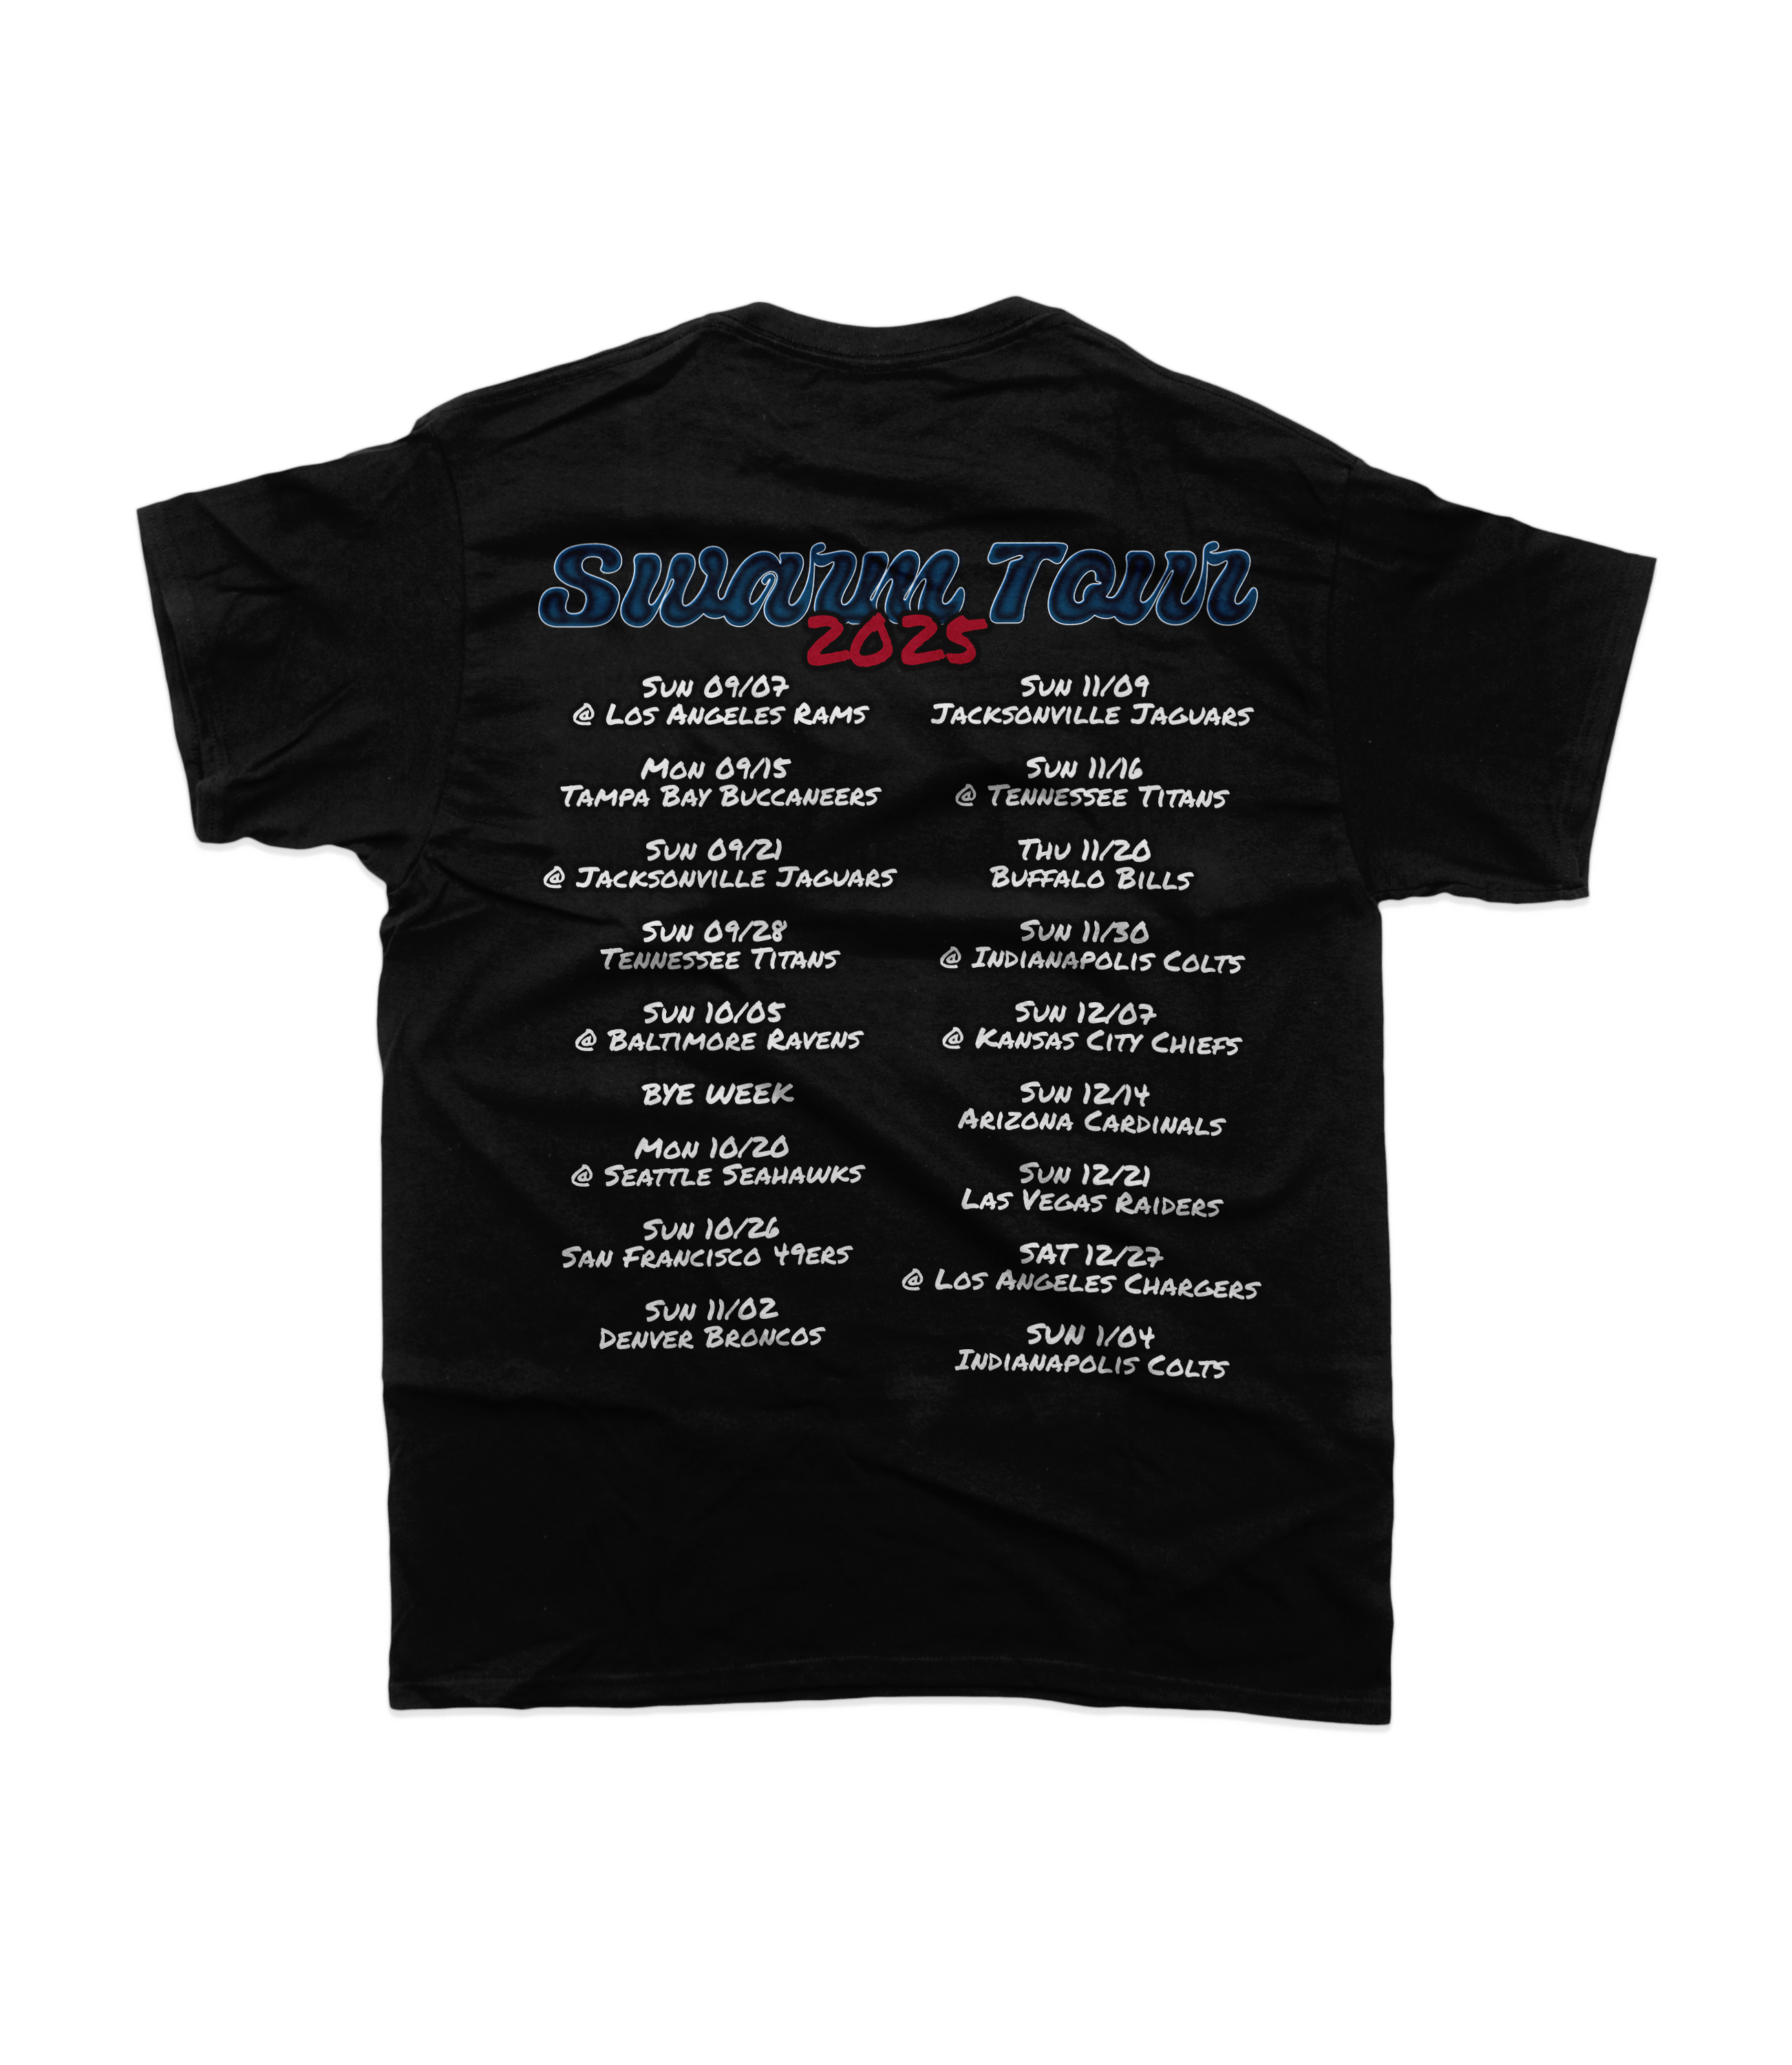 Swarm Tour
2025
Sun 09/07
@ Los Angeles Rams
Mon 09/15
Tampa Bay Buccaneers
Sun 09/21
@ Jacksonville Jaguars
Sun 09/28
Tennessee Titans
Sun 10/05
@ Baltimore Ravens
BYE WEEK
Mon 10/20
@ Seattle Seahawks
Sun 10/26
San Francisco 49ers
Sun 11/02
Denver Broncos
Sun 11/09
Jacksonville Jaguars
Sun 11/16
@ Tennessee Titans
Thu 11/20
Buffalo Bills
Sun 11/30
@ Indianapolis Colts
Sun 12/07
@ Kansas City Chiefs
Sun 12/14
Arizona Cardinals
Sun 12/21
Las Vegas Raiders
SAT 12/27
@ Los Angeles Chargers
SUN 1/04
Indianapolis Colts